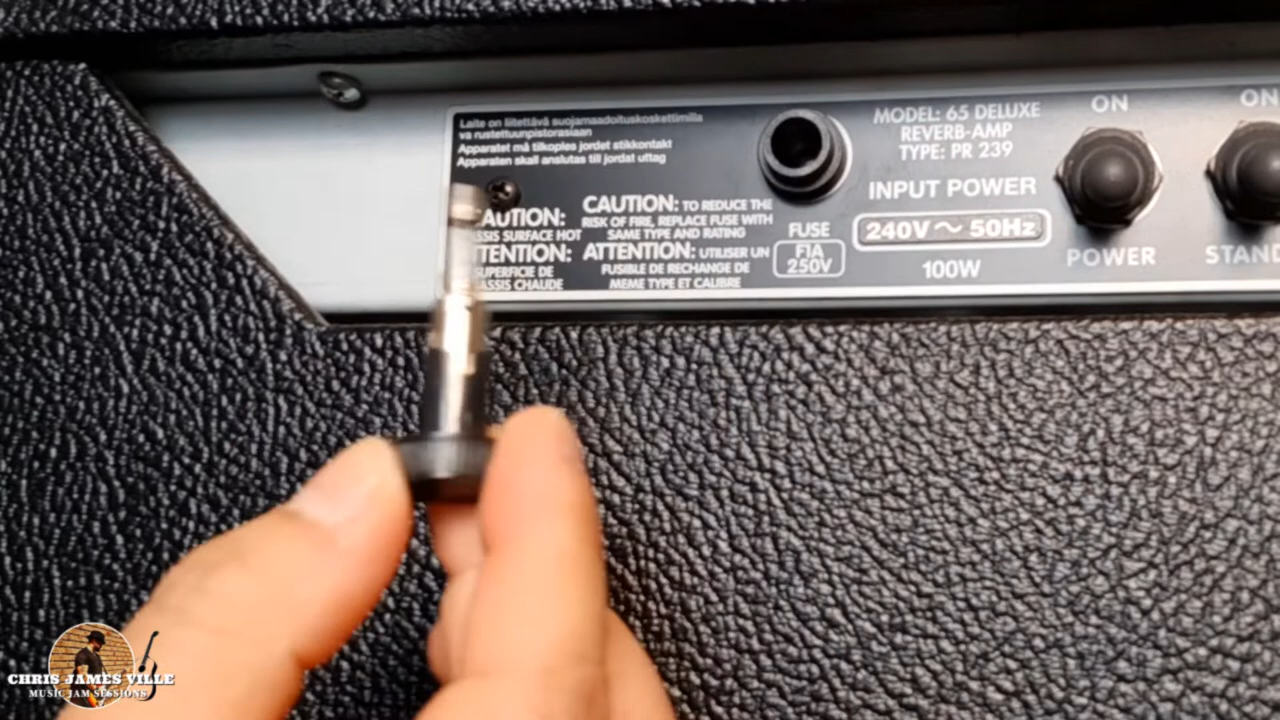 Laite on liitettävä suojamaadoituskoskettimilla
va rustettuunpistorasiaan
Apparatet må tilkoples jordet stikkontakt
Apparaten skall anslutas till jordat uttag
AUTION:
ASSIS SURFACE HOT
TTENTION:
SUPERFICIE DE
ASSIS CHAUDE
CAUTION: TO REDUCE THE
RISK OF FIRE, REPLACE FUSE WITH
SAME TYPE AND RATING
ATTENTION: UTILISER UN
FUSIBLE DE RECHANGE DE
MEME TYPE ET CALIBRE
FUSE
F1A
250V
MODEL: 65 DELUXE
REVERB-AMP
TYPE: PR 239
INPUT POWER
240V ~ 50Hz
100W
ON
POWER
ON
STAND
CHRIS JAMES VILLE
MUSIC JAM SESSIONS